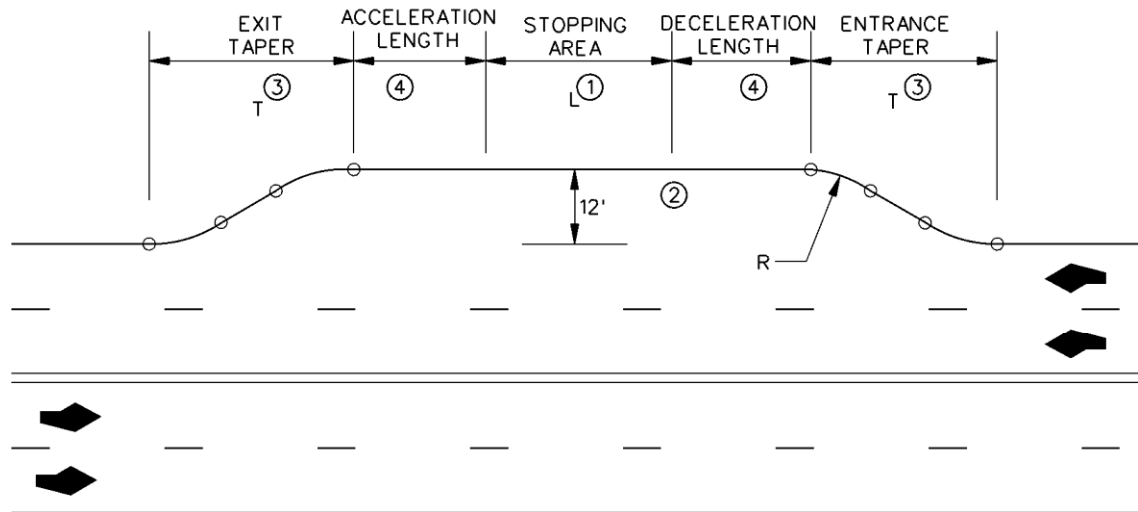 EXIT
TAPER
ACCELERATION
LENGTH
STOPPING
AREA
DECELERATION
LENGTH
ENTRANCE
TAPER
T ③
④
L ①
④
T ③
②
12'
R